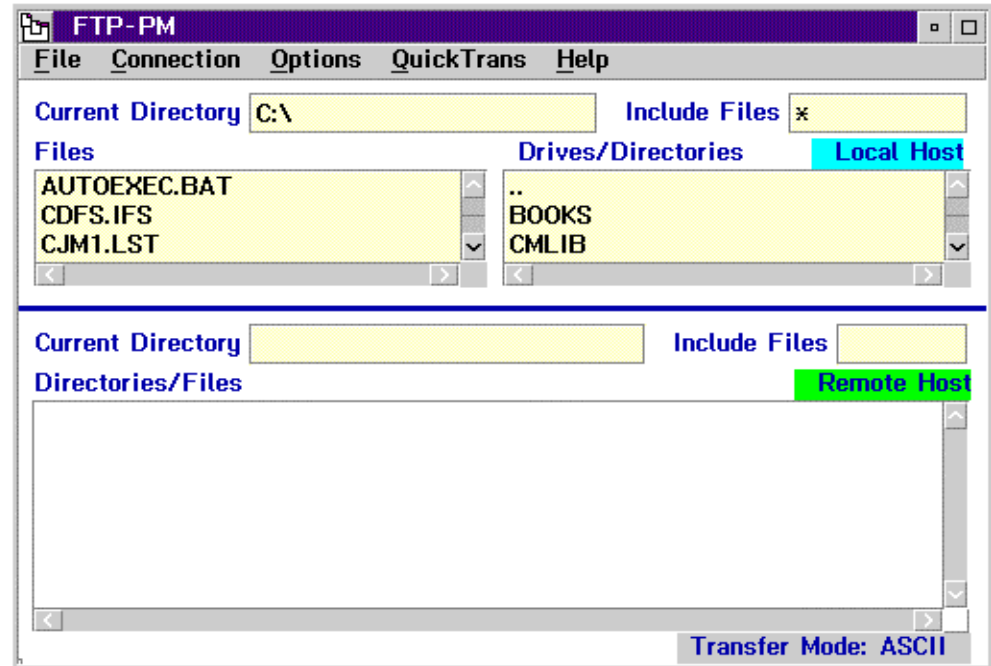 FTP-PM
File Connection Options QuickTrans Help
Current Directory C:\ Include Files *
Files Drives/Directories Local Host
AUTOEXEC.BAT ..
CDFS.IFS BOOKS
CJM1.LST CMLIB
Current Directory Include Files
Directories/Files Remote Host
Transfer Mode: ASCII